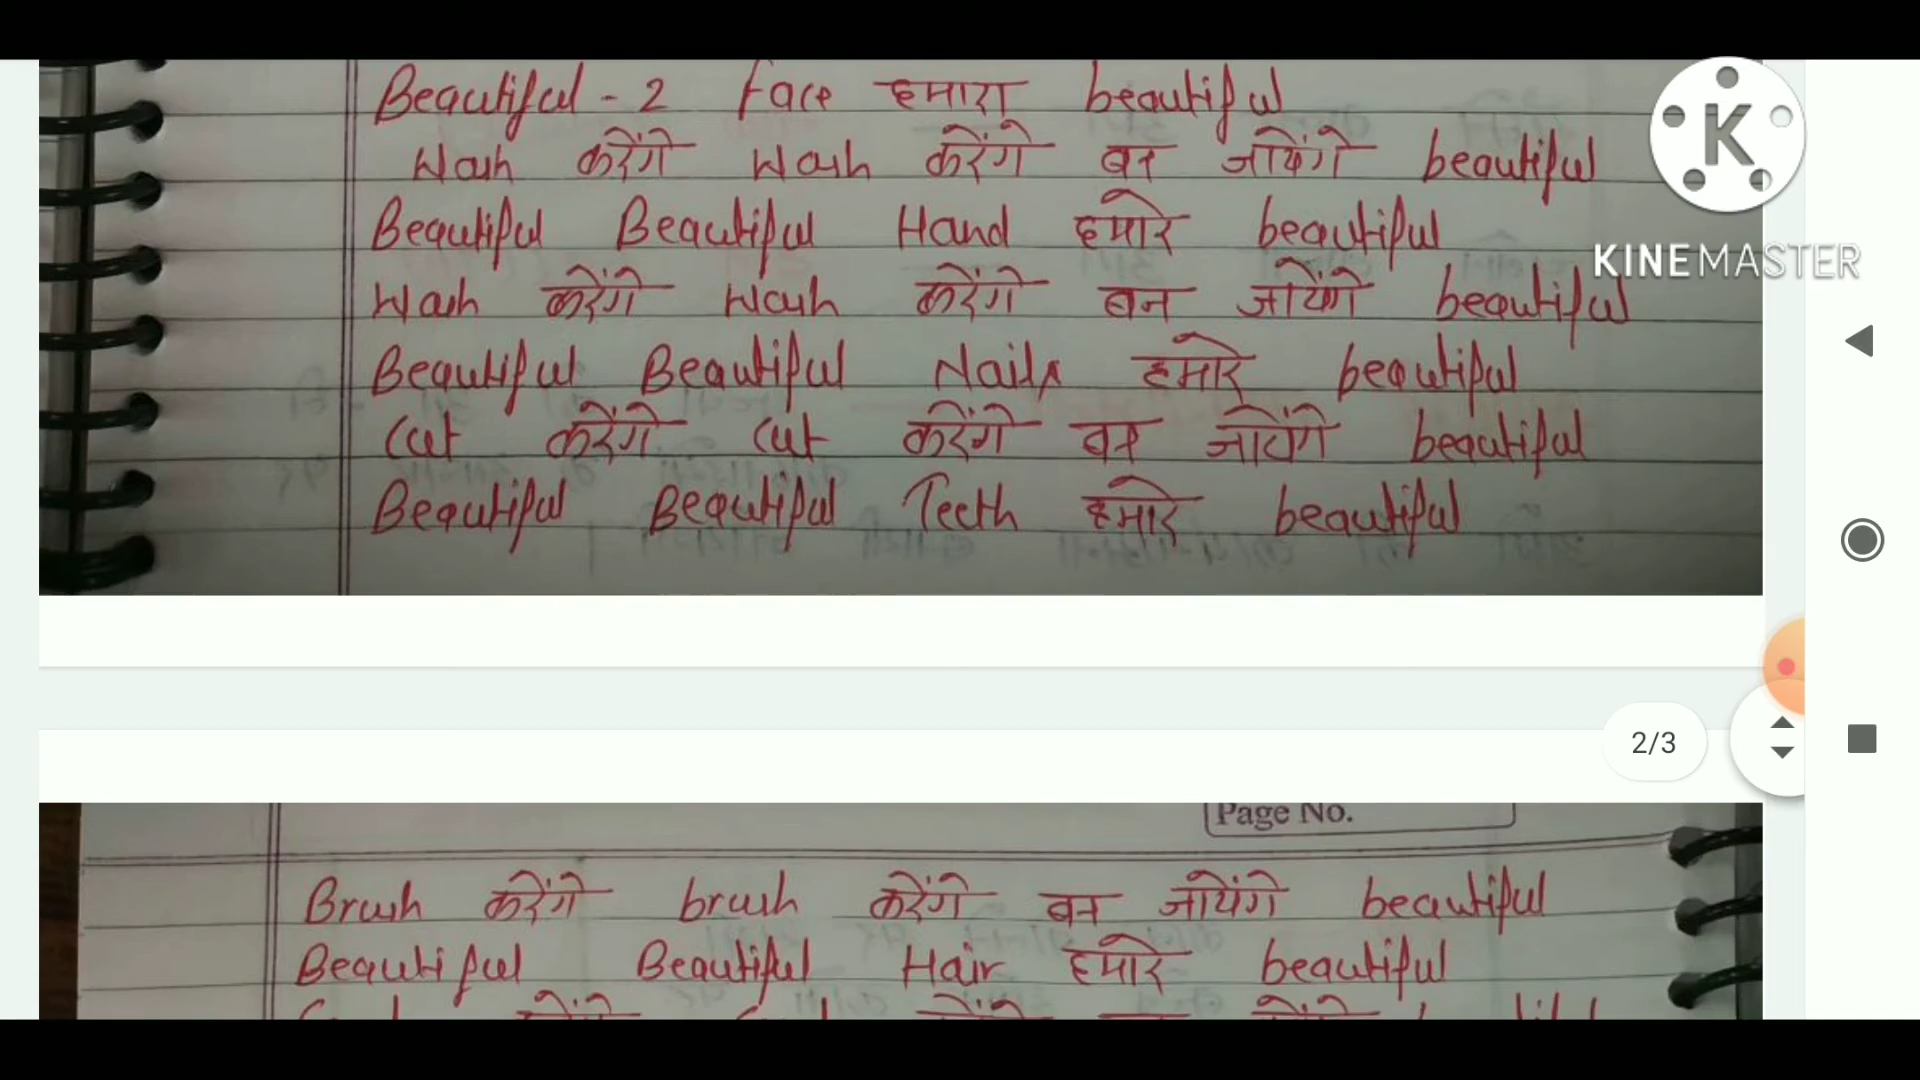 Beautiful - 2 Face हमारा beautiful
Wash करेंगे Wash करेंगे बन जायेंगे beautiful
Beautiful Beautiful Hand हमारे beautiful
Wash करेंगे Wash करेंगे बन जायेंगे beautiful
Beautiful Beautiful Nails हमारे beautiful
Cut करेंगे Cut करेंगे बन जायेंगे beautiful
Beautiful Beautiful Teeth हमारे beautiful
K
KINEMASTER
2/3
Page No.
Brush करेंगे brush करेंगे बन जायेंगे beautiful
Beautiful Beautiful Hair हमारे beautiful